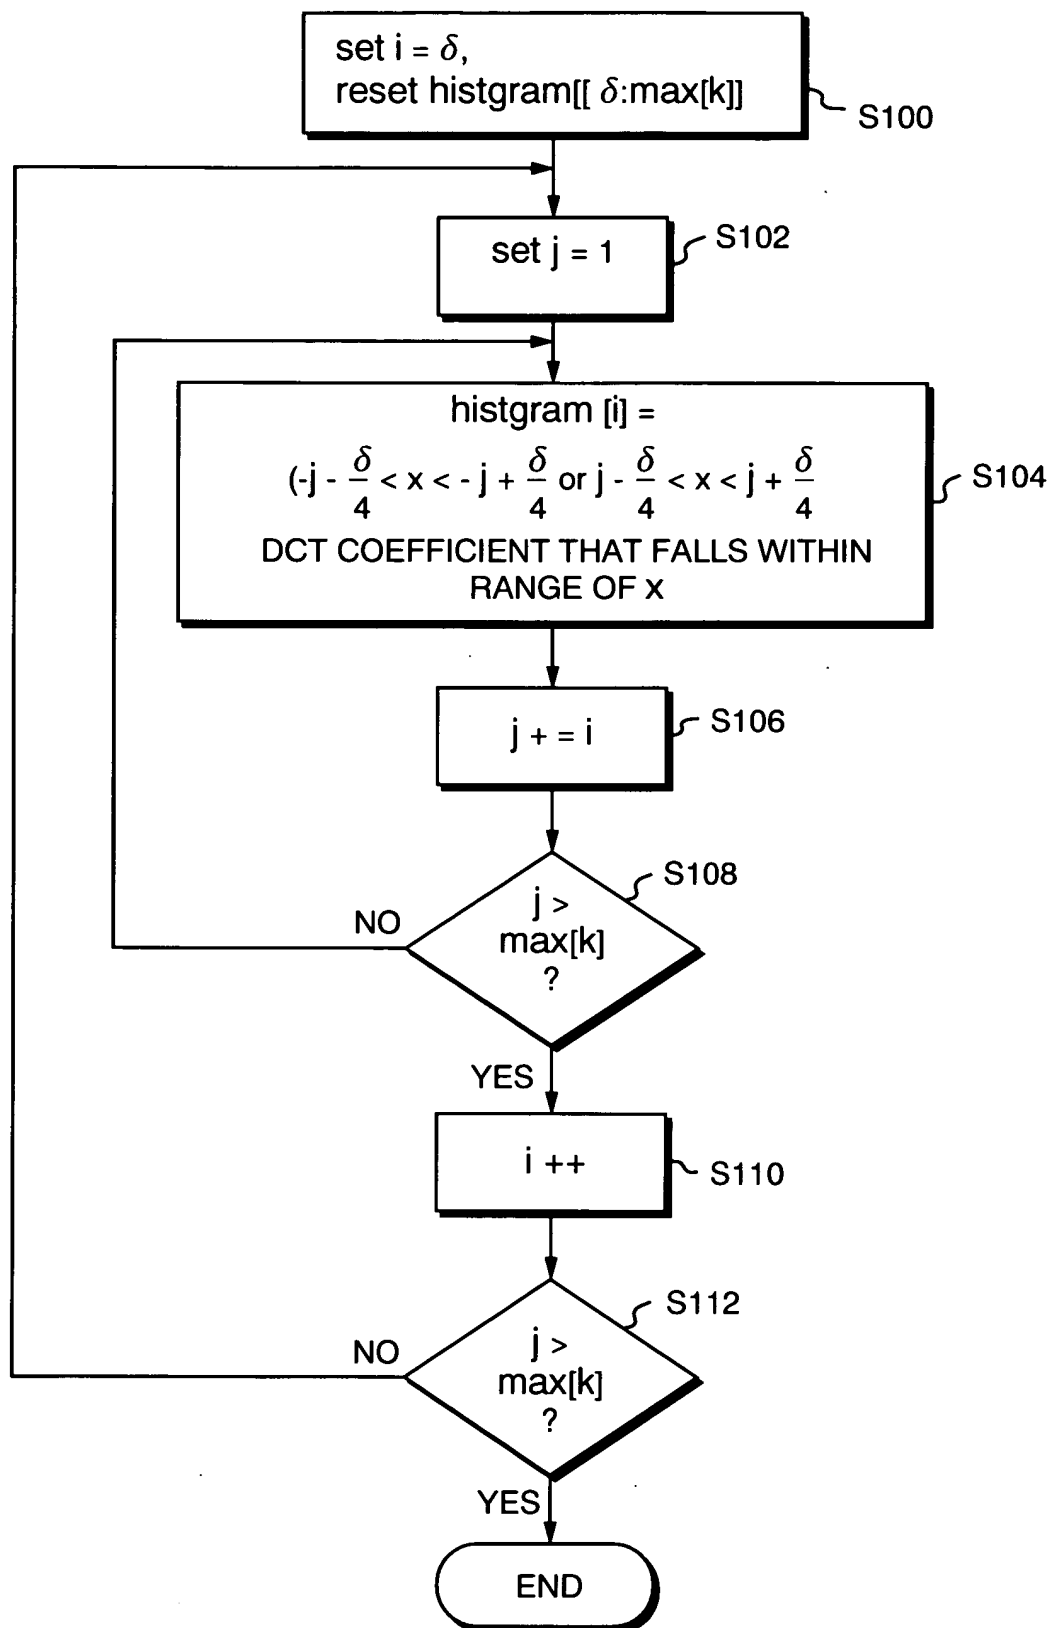 set i = δ,
reset histgram[[ δ:max[k]]
S100
set j = 1
S102
histgram [i] =
(-j - δ/4 < x < -j + δ/4 or j - δ/4 < x < j + δ/4
DCT COEFFICIENT THAT FALLS WITHIN
RANGE OF x
S104
j + = i
S106
j >
max[k]
?
S108
NO
YES
i ++
S110
j >
max[k]
?
S112
NO
YES
END